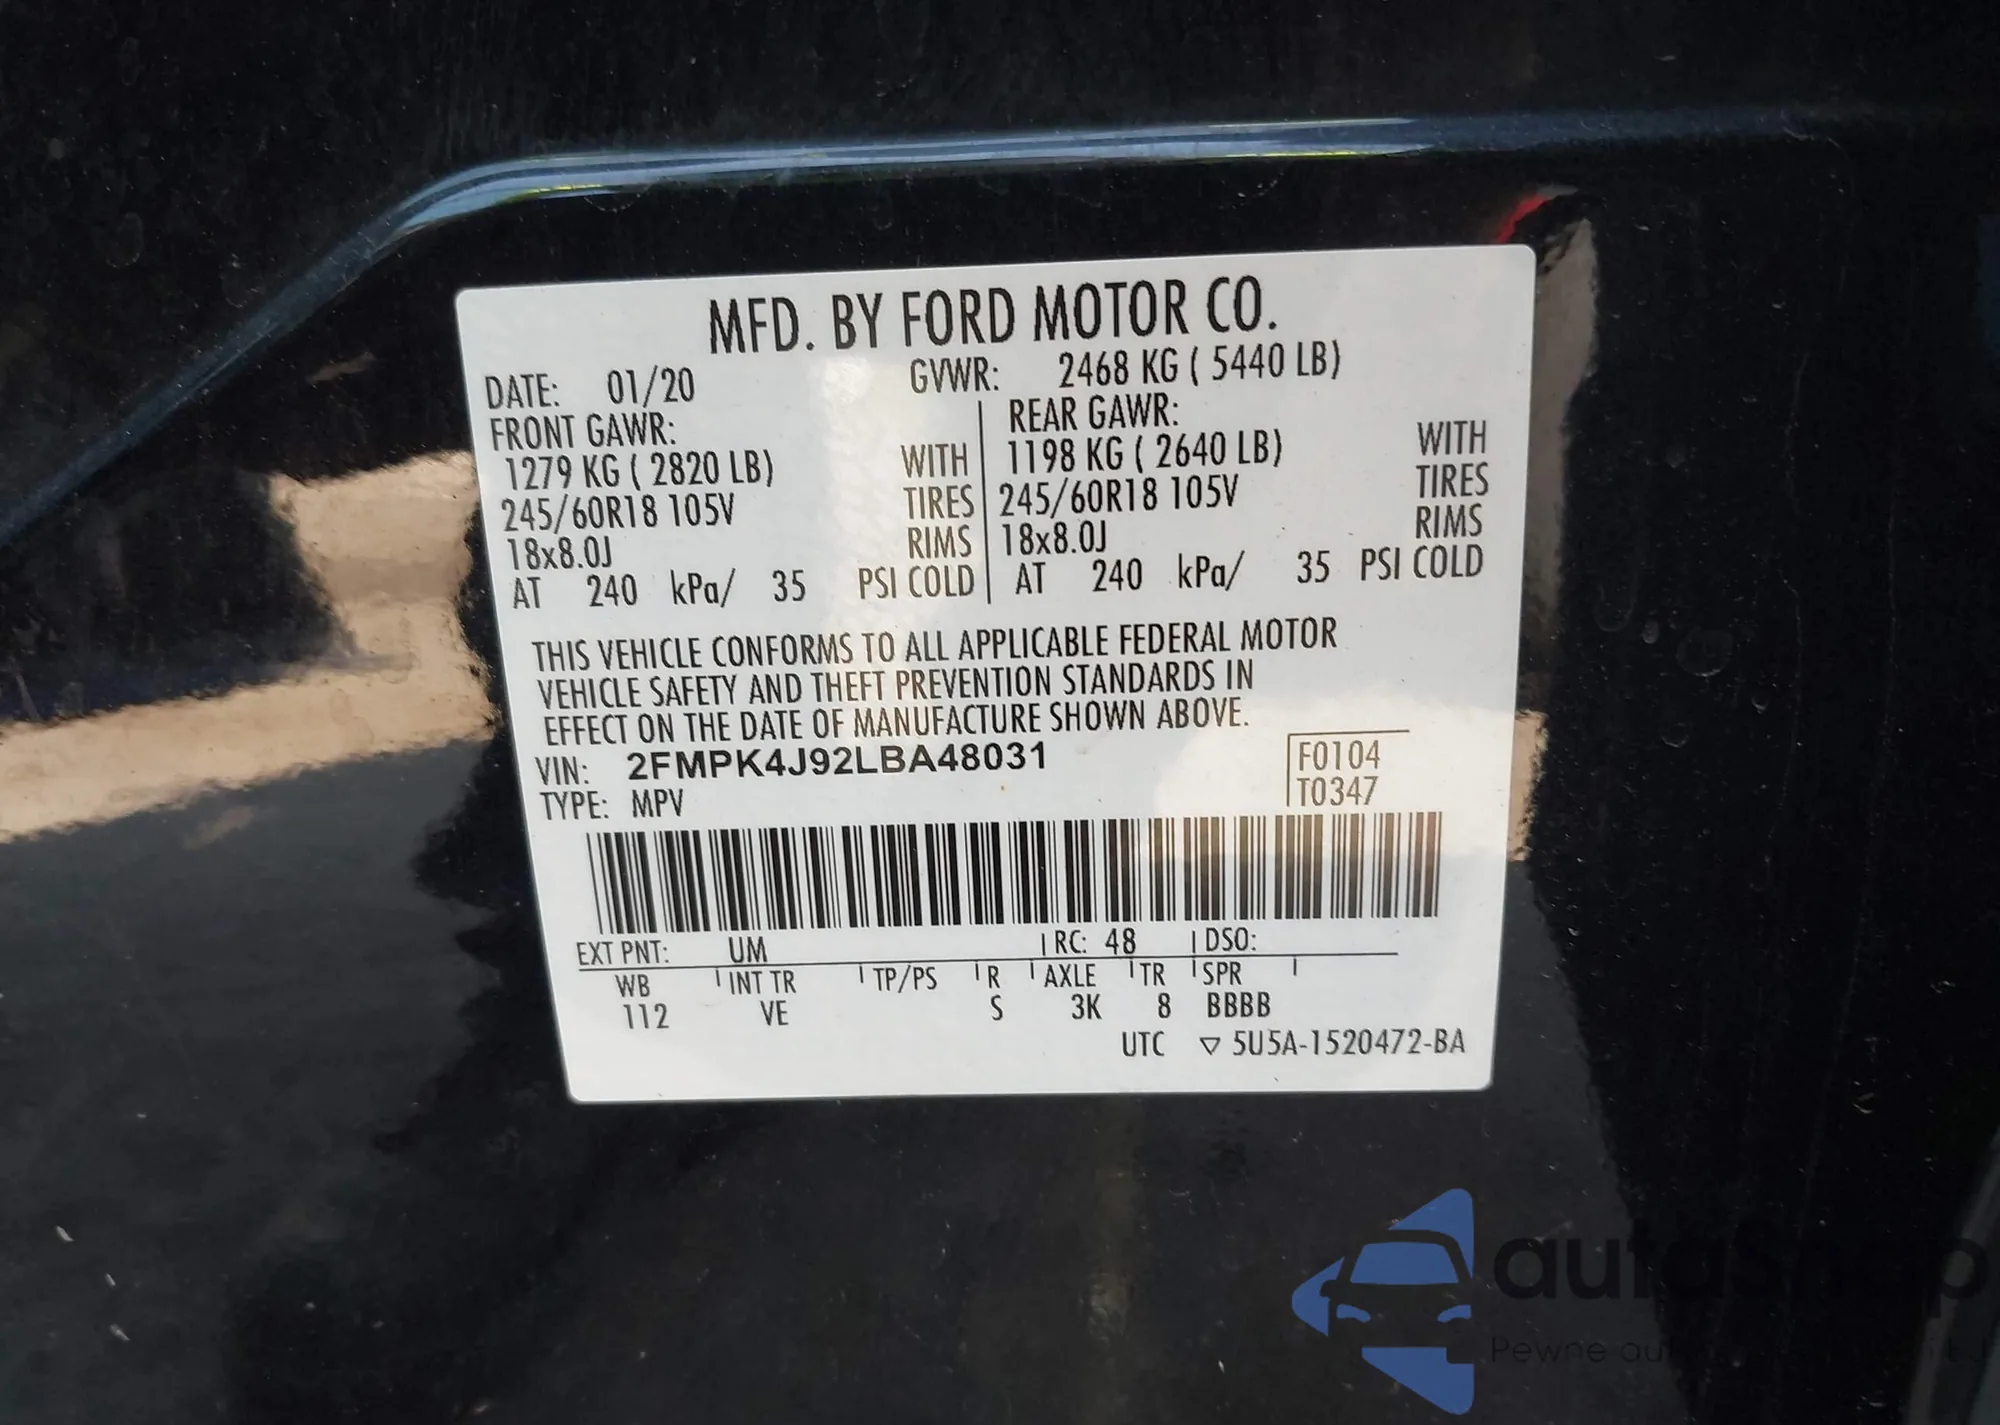 MFD. BY FORD MOTOR CO.
DATE: 01/20 GVWR: 2468 KG ( 5440 LB)
FRONT GAWR: REAR GAWR:
1279 KG ( 2820 LB) WITH 1198 KG ( 2640 LB) WITH
245/60R18 105V TIRES 245/60R18 105V TIRES
18x8.0J RIMS 18x8.0J RIMS
AT 240 kPa/ 35 PSI COLD AT 240 kPa/ 35 PSI COLD
THIS VEHICLE CONFORMS TO ALL APPLICABLE FEDERAL MOTOR
VEHICLE SAFETY AND THEFT PREVENTION STANDARDS IN
EFFECT ON THE DATE OF MANUFACTURE SHOWN ABOVE.
VIN: 2FMPK4J92LBA48031 F0104
TYPE: MPV T0347
EXT PNT: UM RC: 48 DSO:
WB INT TR TP/PS R AXLE TR SPR
112 VE S 3K 8 BBBB
UTC ▽ 5U5A-1520472-BA
autasnap
Pewne